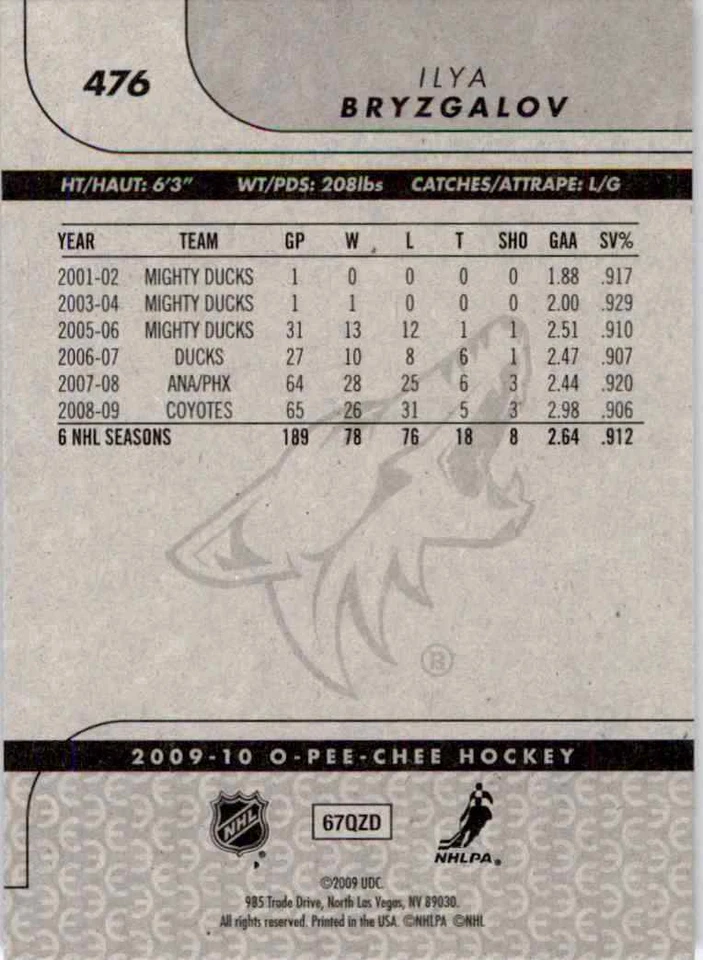 476
ILYA
BRYZGALOV
HT/HAUT: 6'3" WT/PDS: 208lbs CATCHES/ATTRAPE: L/G
YEAR TEAM GP W L T SHO GAA SV%
2001-02 MIGHTY DUCKS 1 0 0 0 0 1.88 .917
2003-04 MIGHTY DUCKS 1 1 0 0 0 2.00 .929
2005-06 MIGHTY DUCKS 31 13 12 1 1 2.51 .910
2006-07 DUCKS 27 10 8 6 1 2.47 .907
2007-08 ANA/PHX 64 28 25 6 3 2.44 .920
2008-09 COYOTES 65 26 31 5 3 2.98 .906
6 NHL SEASONS 189 78 76 18 8 2.64 .912
®
2009-10 O-PEE-CHEE HOCKEY
NHL 67QZD NHLPA®
©2009 UDC.
985 Trade Drive, North Las Vegas, NV 89030.
All rights reserved. Printed in the USA. ©NHLPA ©NHL